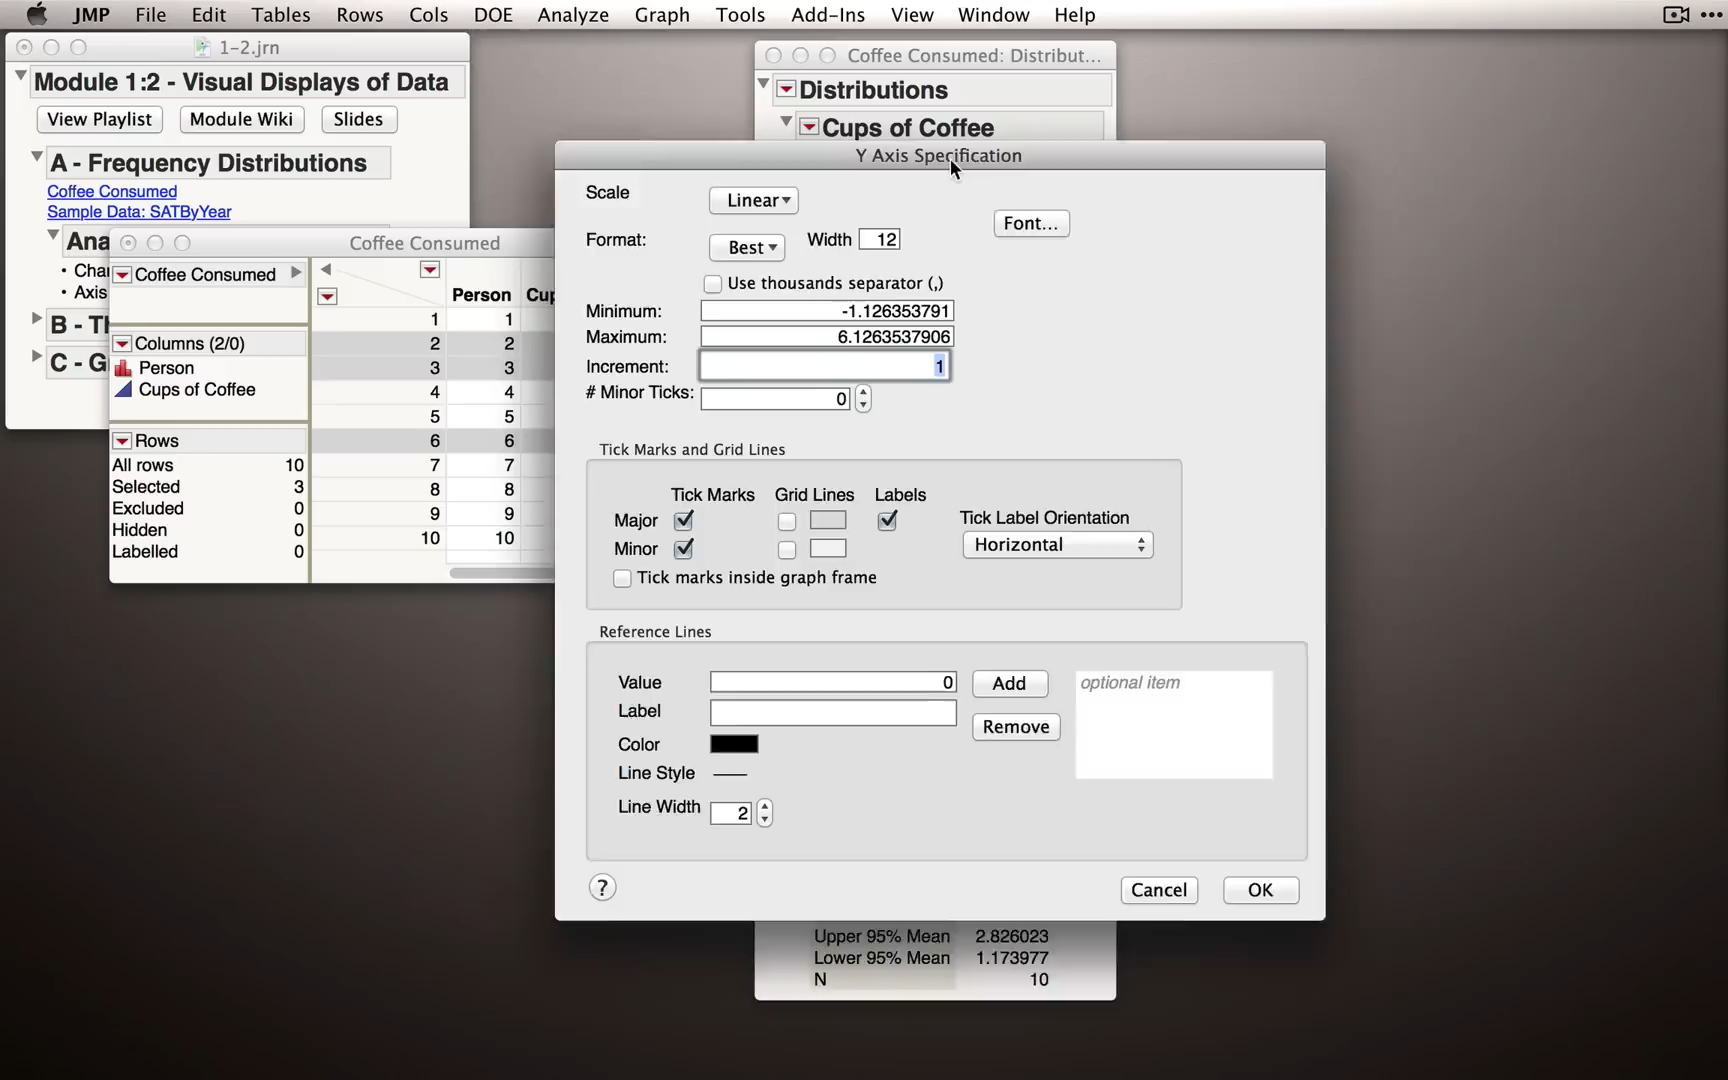 JMP File Edit Tables Rows Cols DOE Analyze Graph Tools Add-Ins View Window Help
1-2.jrn
Module 1:2 - Visual Displays of Data
View Playlist Module Wiki Slides
A - Frequency Distributions
Coffee Consumed
Sample Data: SATByYear
Ana
• Cha
• Axis
B - T
C - G
Coffee Consumed
Coffee Consumed
Columns (2/0)
Person
Cups of Coffee
Rows
All rows 10
Selected 3
Excluded 0
Hidden 0
Labelled 0
Person Cup
1 1
2 2
3 3
4 4
5 5
6 6
7 7
8 8
9 9
10 10
Coffee Consumed: Distribut...
Distributions
Cups of Coffee
Y Axis Specification
Scale Linear
Font...
Format: Best Width 12
Use thousands separator (,)
Minimum: -1.126353791
Maximum: 6.1263537906
Increment: 1
# Minor Ticks: 0
Tick Marks and Grid Lines
Tick Marks Grid Lines Labels
Major
Minor
Tick Label Orientation
Horizontal
Tick marks inside graph frame
Reference Lines
Value 0 Add optional item
Label
Remove
Color
Line Style
Line Width 2
? Cancel OK
Upper 95% Mean 2.826023
Lower 95% Mean 1.173977
N 10